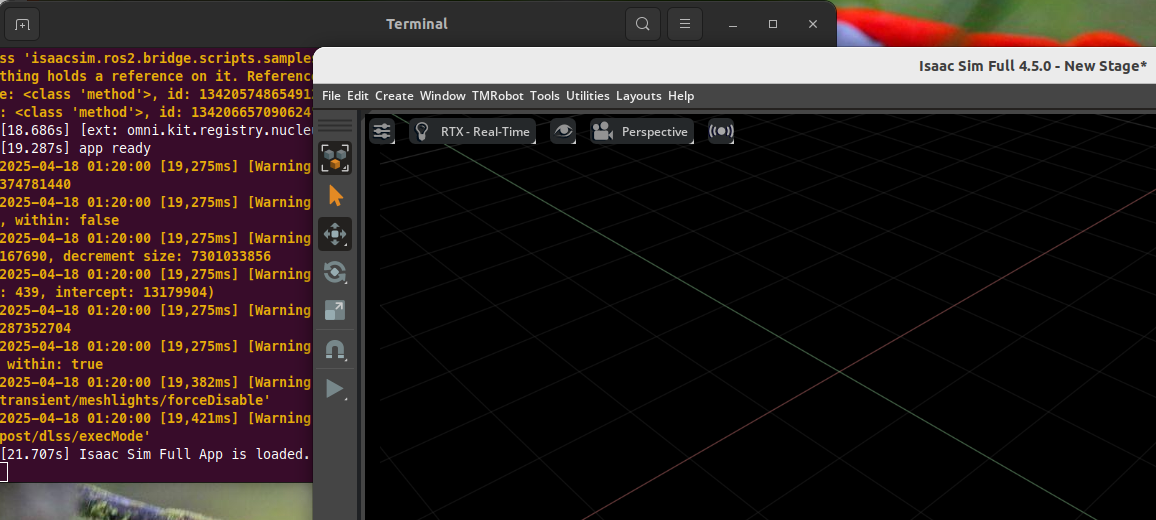 Terminal
ss 'isaacsim.ros2.bridge.scripts.sample
thing holds a reference on it. Referenc
e: <class 'method'>, id: 13420574865491
: <class 'method'>, id: 134206657090624
[18.686s] [ext: omni.kit.registry.nucle
[19.287s] app ready
2025-04-18 01:20:00 [19,275ms] [Warning
374781440
2025-04-18 01:20:00 [19,275ms] [Warning
, within: false
2025-04-18 01:20:00 [19,275ms] [Warning
167690, decrement size: 7301033856
2025-04-18 01:20:00 [19,275ms] [Warning
: 439, intercept: 13179904)
2025-04-18 01:20:00 [19,275ms] [Warning
287352704
2025-04-18 01:20:00 [19,275ms] [Warning
within: true
2025-04-18 01:20:00 [19,382ms] [Warning
transient/meshlights/forceDisable'
2025-04-18 01:20:00 [19,421ms] [Warning
post/dlss/execMode'
[21.707s] Isaac Sim Full App is loaded.
Isaac Sim Full 4.5.0 - New Stage*
File Edit Create Window TMRobot Tools Utilities Layouts Help
RTX - Real-Time
Perspective